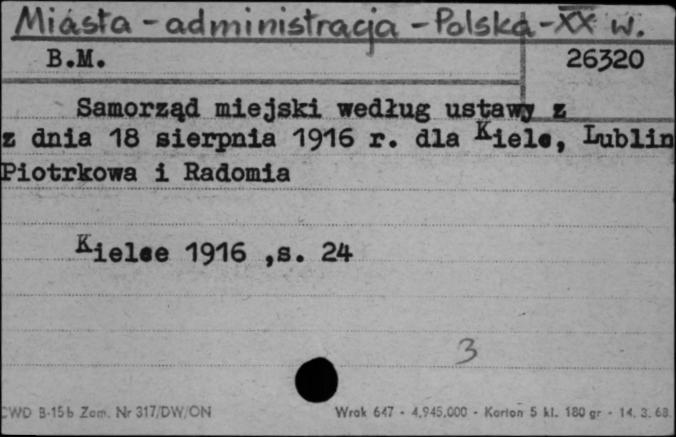 Miasta - administracja - Polska - XX w.
B.M. 26320
Samorząd miejski według ustawy z
z dnia 18 sierpnia 1916 r. dla Kielc, Lublin
Piotrkowa i Radomia
Kielce 1916 ,s. 24
3
CWD B-15b Zam. Nr 317/DW/ON Wrak 647 - 4,945,000 - Karton 5 kl. 180 gr - 14. 3. 68.